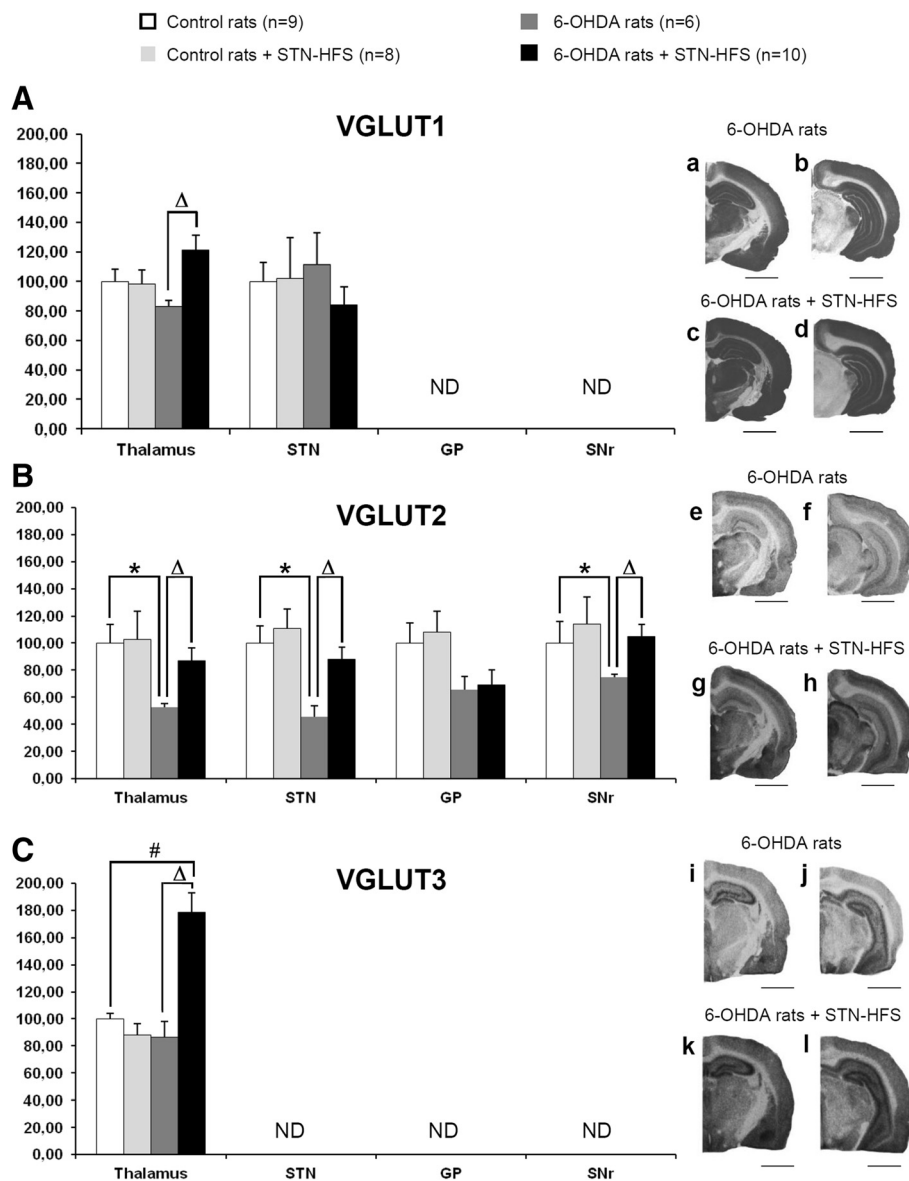 Control rats (n=9)
6-OHDA rats (n=6)
Control rats + STN-HFS (n=8)
6-OHDA rats + STN-HFS (n=10)
A
VGLUT1
200,00
180,00
160,00
140,00
120,00
100,00
80,00
60,00
40,00
20,00
0,00
Δ
ND
ND
Thalamus STN GP SNr
6-OHDA rats
a b
6-OHDA rats + STN-HFS
c d
B
VGLUT2
200,00
180,00
160,00
140,00
120,00
100,00
80,00
60,00
40,00
20,00
0,00
* Δ * Δ * Δ
Thalamus STN GP SNr
6-OHDA rats
e f
6-OHDA rats + STN-HFS
g h
C
VGLUT3
200,00
180,00
160,00
140,00
120,00
100,00
80,00
60,00
40,00
20,00
0,00
#
Δ
ND ND ND
Thalamus STN GP SNr
6-OHDA rats
i j
6-OHDA rats + STN-HFS
k l